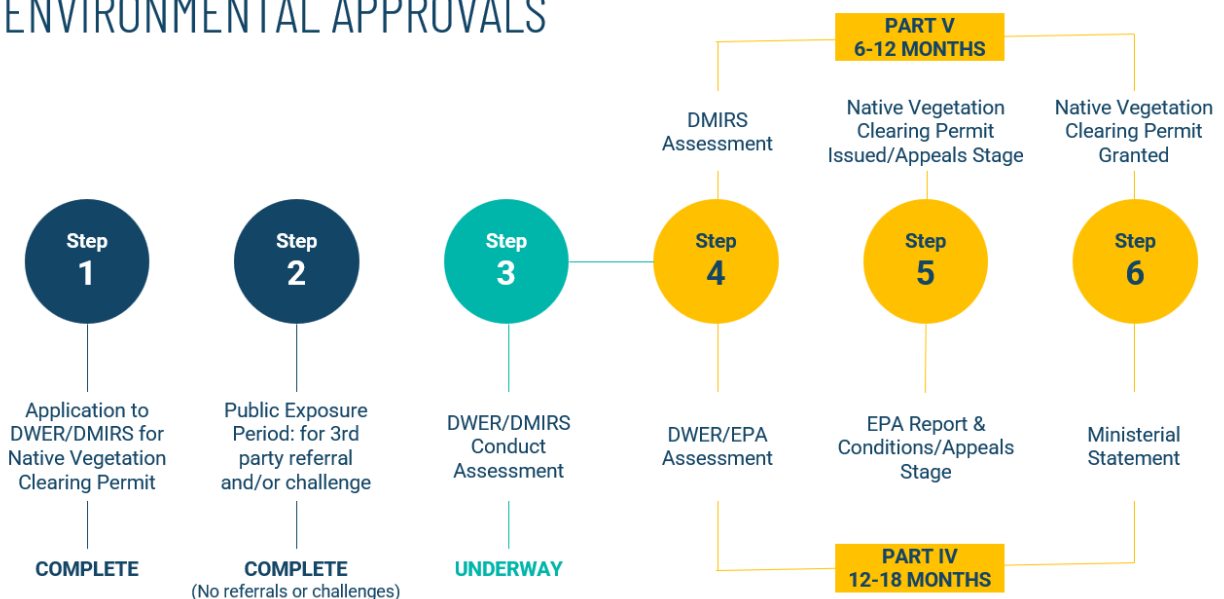 ENVIRONMENTAL APPROVALS
PART V
6-12 MONTHS
DMIRS
Assessment
Native Vegetation
Clearing Permit
Issued/Appeals Stage
Native Vegetation
Clearing Permit
Granted
Step
1
Step
2
Step
3
Step
4
Step
5
Step
6
Application to
DWER/DMIRS for
Native Vegetation
Clearing Permit
Public Exposure
Period: for 3rd
party referral
and/or challenge
DWER/DMIRS
Conduct
Assessment
DWER/EPA
Assessment
EPA Report &
Conditions/Appeals
Stage
Ministerial
Statement
COMPLETE
COMPLETE
(No referrals or challenges)
UNDERWAY
PART IV
12-18 MONTHS